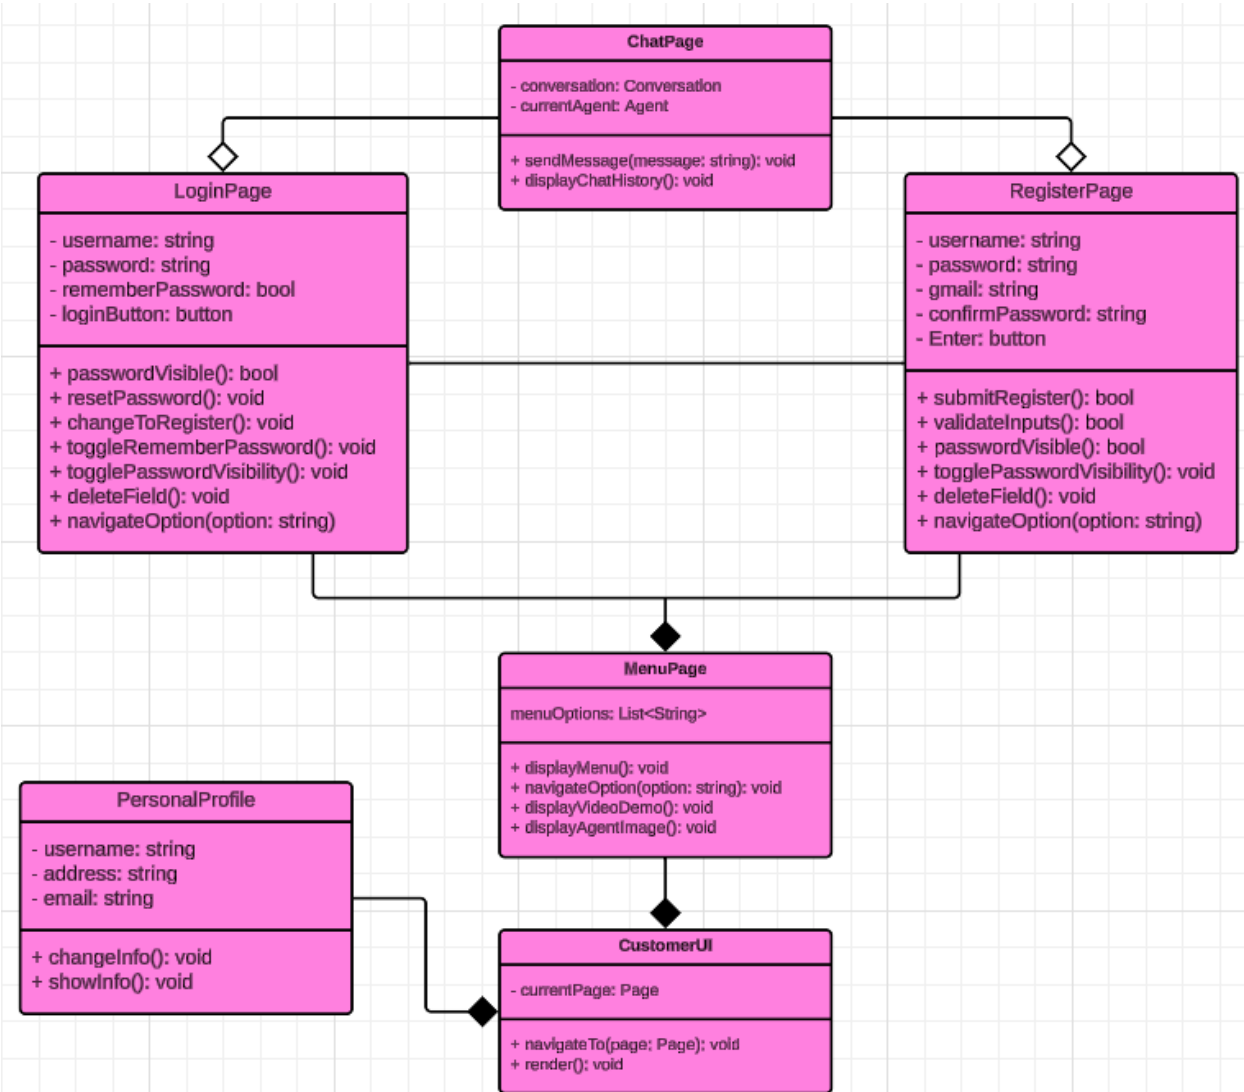 ChatPage
- conversation: Conversation
- currentAgent: Agent
+ sendMessage(message: string): void
+ displayChatHistory(): void
LoginPage
- username: string
- password: string
- rememberPassword: bool
- loginButton: button
+ passwordVisible(): bool
+ resetPassword(): void
+ changeToRegister(): void
+ toggleRememberPassword(): void
+ togglePasswordVisibility(): void
+ deleteField(): void
+ navigateOption(option: string)
RegisterPage
- username: string
- password: string
- gmail: string
- confirmPassword: string
- Enter: button
+ submitRegister(): bool
+ validateInputs(): bool
+ passwordVisible(): bool
+ togglePasswordVisibility(): void
+ deleteField(): void
+ navigateOption(option: string)
MenuPage
menuOptions: List<String>
+ displayMenu(): void
+ navigateOption(option: string): void
+ displayVideoDemo(): void
+ displayAgentImage(): void
PersonalProfile
- username: string
- address: string
- email: string
+ changeInfo(): void
+ showInfo(): void
CustomerUI
- currentPage: Page
+ navigateTo(page: Page): void
+ render(): void